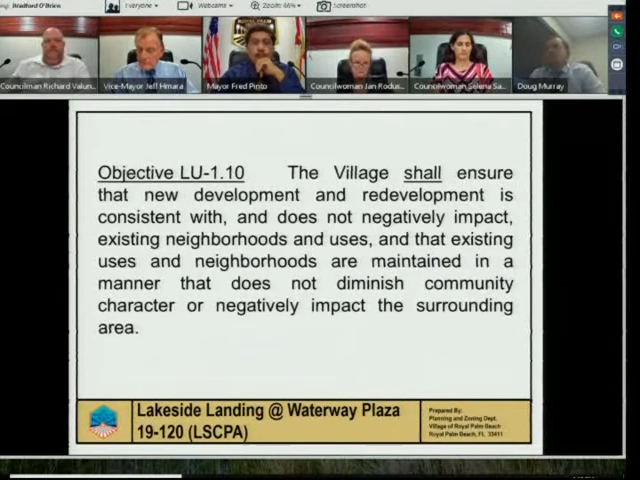 Bradford O'Brien Everyone Webcams Zoom: 66% Screenshot
Councilman Richard Valun... Vice-Mayor Jeff Hmara Mayor Fred Pinto Councilwoman Jan Rodus... Councilwoman Selena Sa... Doug Murray
Objective LU-1.10 The Village shall ensure
that new development and redevelopment is
consistent with, and does not negatively impact,
existing neighborhoods and uses, and that existing
uses and neighborhoods are maintained in a
manner that does not diminish community
character or negatively impact the surrounding
area.
Lakeside Landing @ Waterway Plaza
19-120 (LSCPA)
Prepared By:
Planning and Zoning Dept.
Village of Royal Palm Beach
Royal Palm Beach, FL 33411